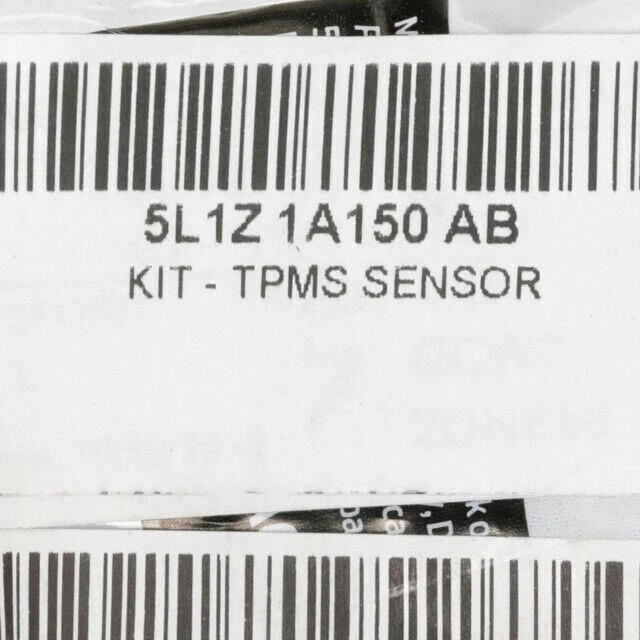 5L1Z 1A150 AB
KIT - TPMS SENSOR